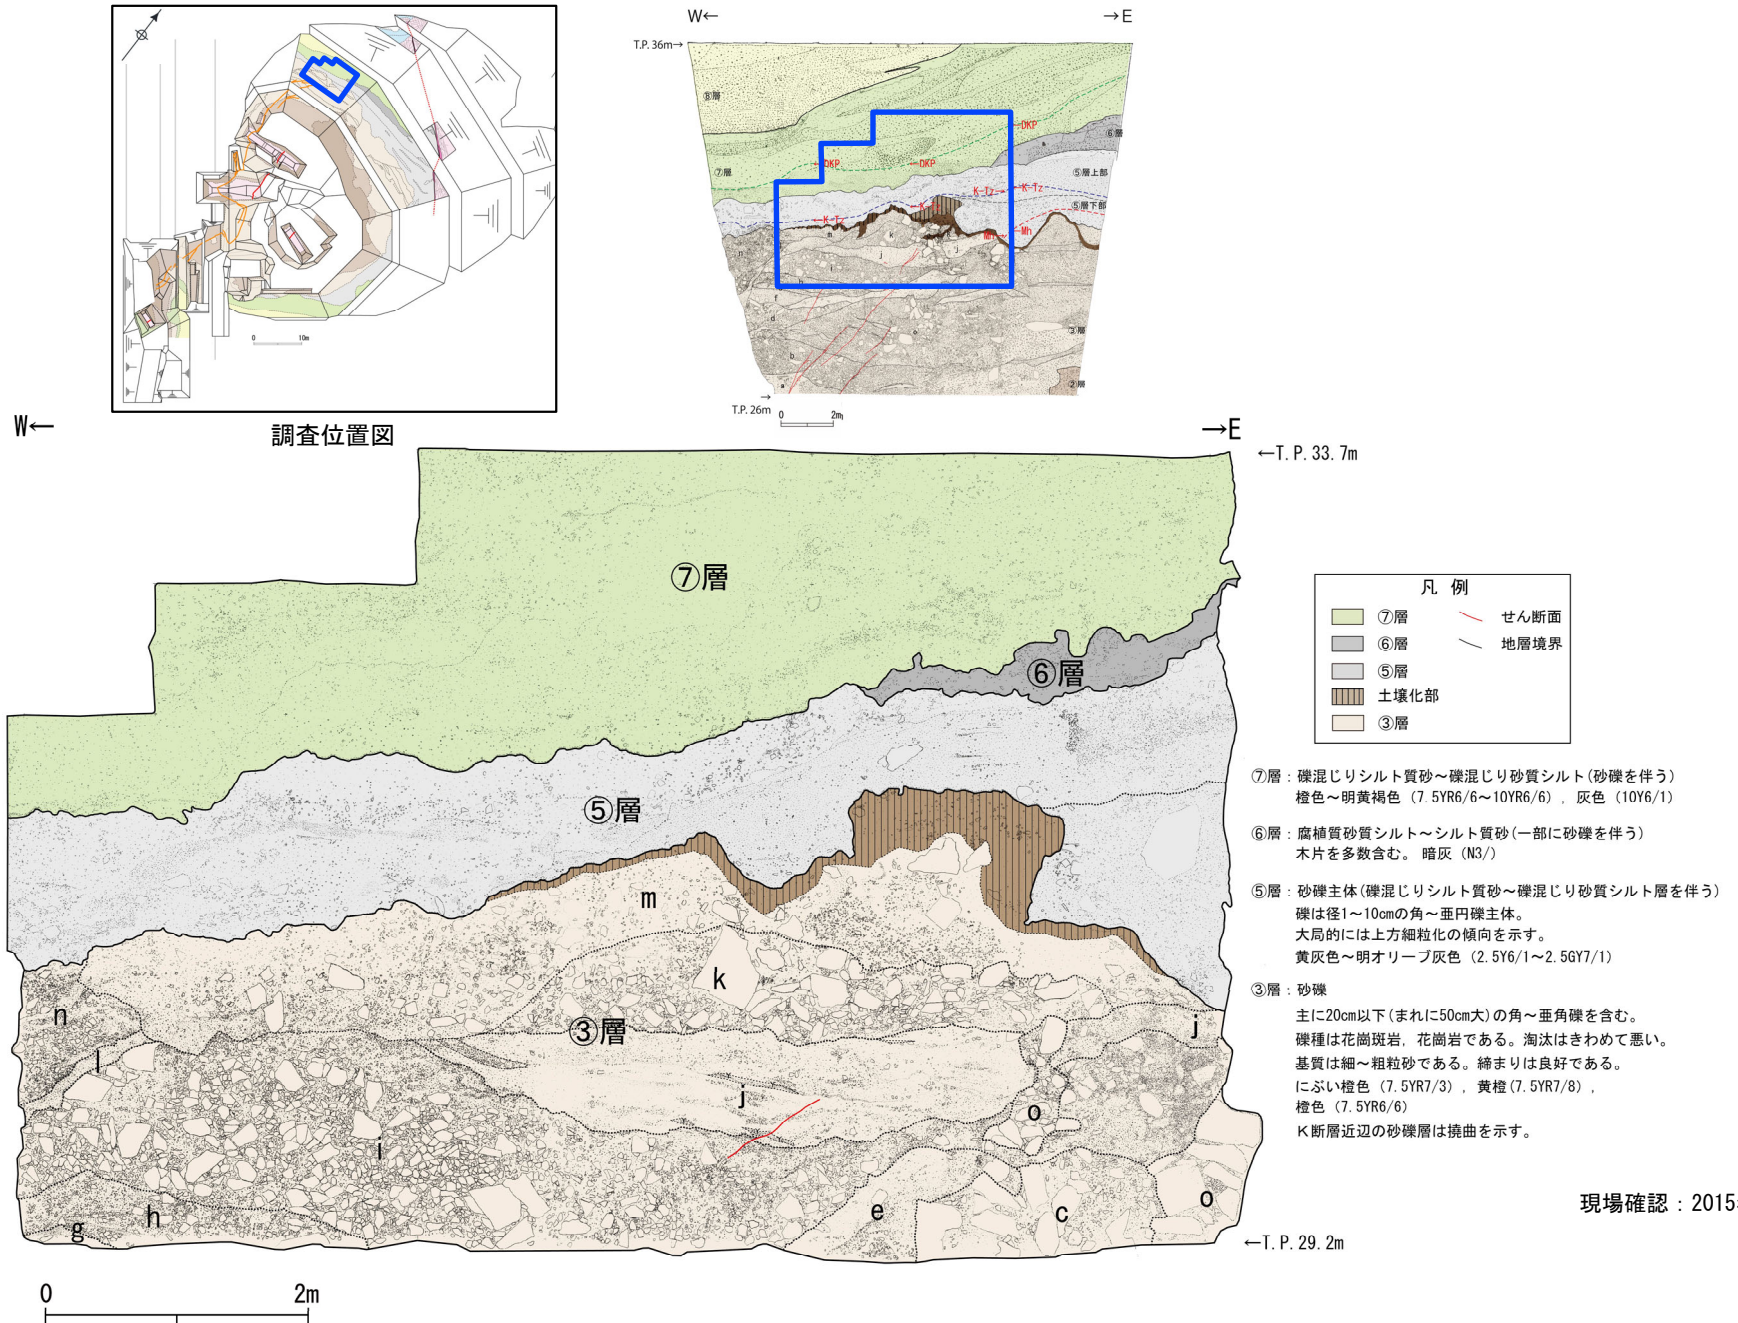 0 10m
調査位置図
W← →E
T.P. 36m→
⑧層
⑦層
DKP
DKP
DKP
⑥層
a
⑤層上部
K-Tz
K-Tz
K-Tz
K-Tz
⑤層下部
Mh
Mh
m
k
j
j
n
i
h
f
d
o
b
a
③層
②層
T.P. 26m
0 2m
W← →E
←T.P. 33.7m
⑦層
⑥層
⑤層
m
k
③層
n
l
j
j
i
o
o
e
c
h
g
←T.P. 29.2m
0 2m
凡 例
⑦層 せん断面
⑥層 地層境界
⑤層
土壌化部
③層
⑦層：礫混じりシルト質砂～礫混じり砂質シルト(砂礫を伴う)
橙色～明黄褐色（7.5YR6/6～10YR6/6），灰色（10Y6/1）
⑥層：腐植質砂質シルト～シルト質砂(一部に砂礫を伴う)
木片を多数含む。暗灰（N3/）
⑤層：砂礫主体(礫混じりシルト質砂～礫混じり砂質シルト層を伴う)
礫は径1～10cmの角～亜円礫主体。
大局的には上方細粒化の傾向を示す。
黄灰色～明オリーブ灰色（2.5Y6/1～2.5GY7/1）
③層：砂礫
主に20cm以下(まれに50cm大)の角～亜角礫を含む。
礫種は花崗斑岩，花崗岩である。淘汰はきわめて悪い。
基質は細～粗粒砂である。締まりは良好である。
にぶい橙色（7.5YR7/3），黄橙(7.5YR7/8），
橙色（7.5YR6/6）
K断層近辺の砂礫層は撓曲を示す。
現場確認：2015